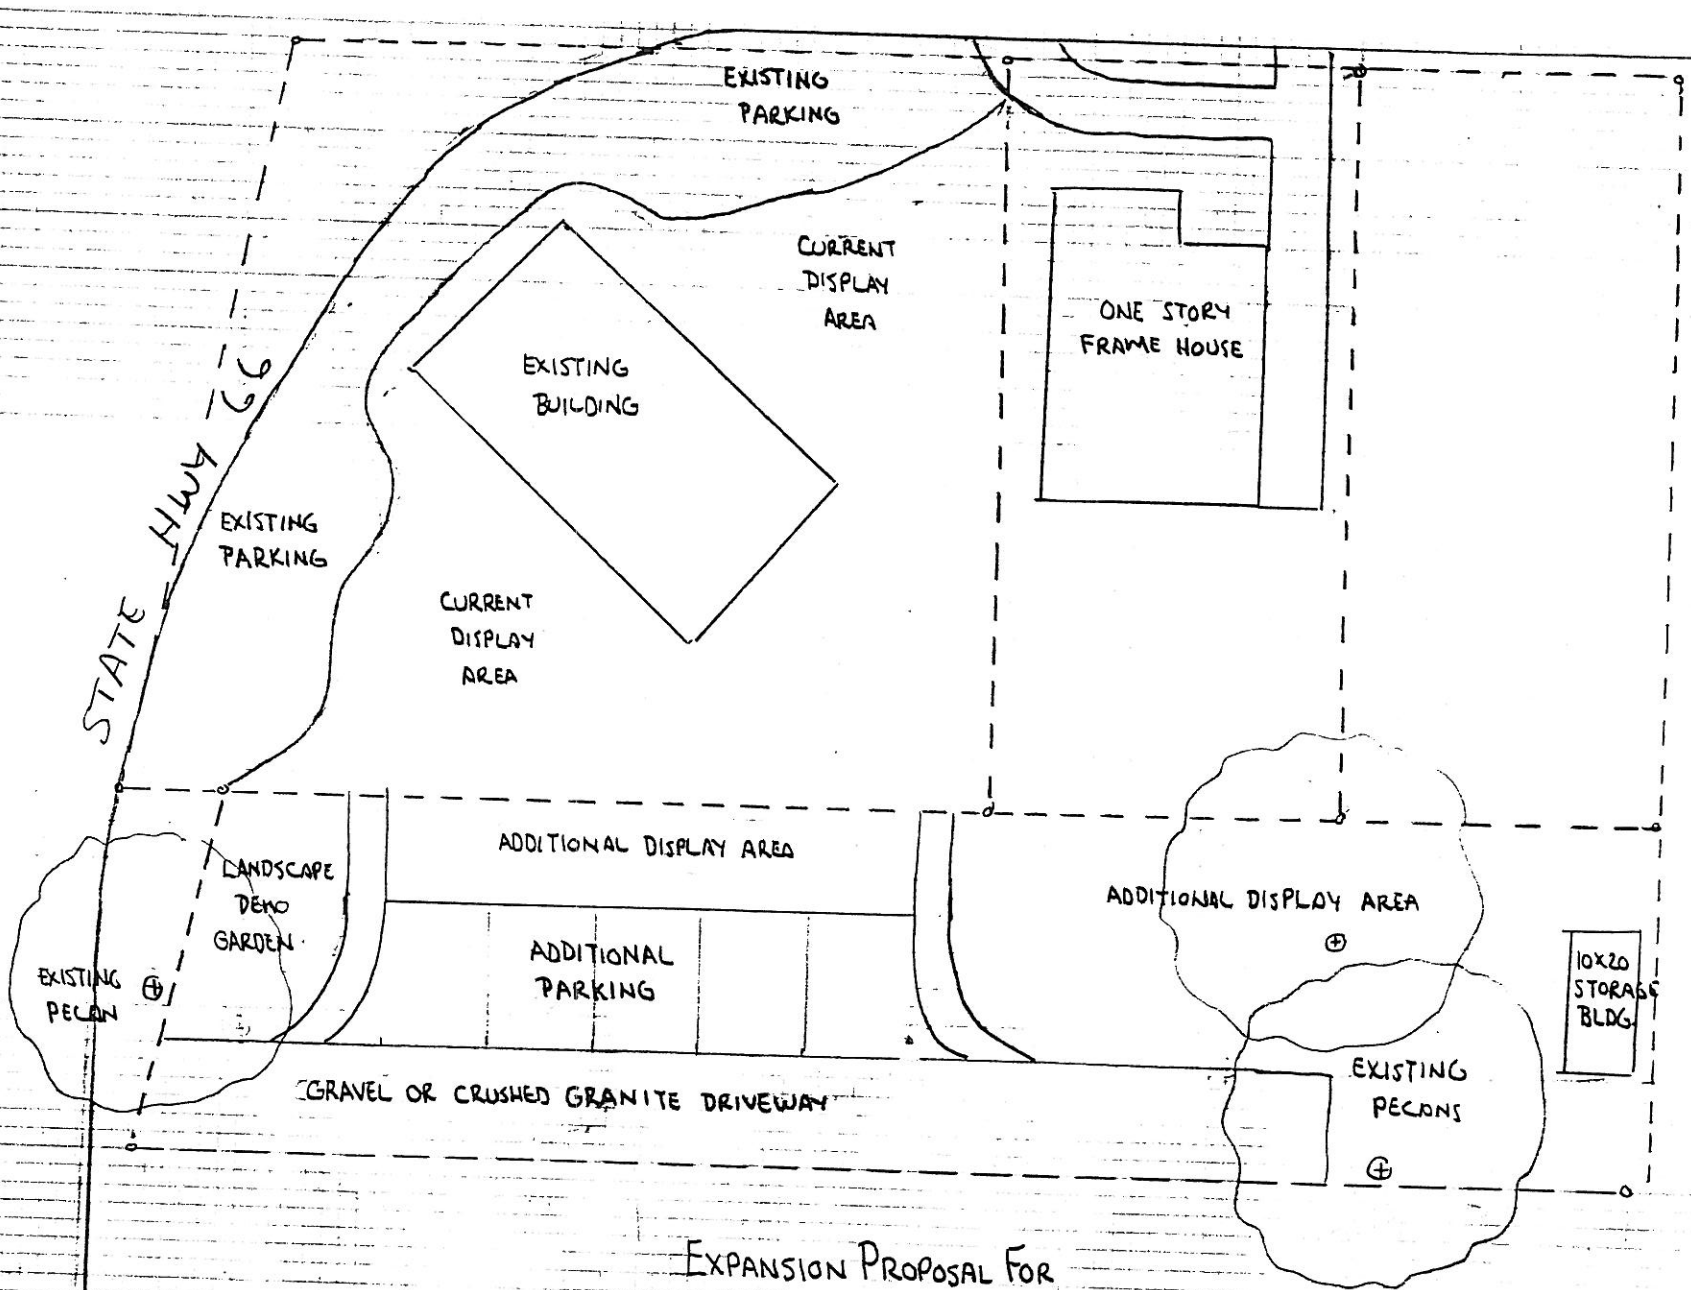 EXISTING
PARKING
CURRENT
DISPLAY
AREA
ONE STORY
FRAME HOUSE
EXISTING
BUILDING
STATE HWY 66
EXISTING
PARKING
CURRENT
DISPLAY
AREA
ADDITIONAL DISPLAY AREA
LANDSCAPE
DEMO
GARDEN
ADDITIONAL DISPLAY AREA
EXISTING
PECAN
ADDITIONAL
PARKING
10X20
STORAGE
BLDG.
EXISTING
PECANS
GRAVEL OR CRUSHED GRANITE DRIVEWAY
EXPANSION PROPOSAL FOR